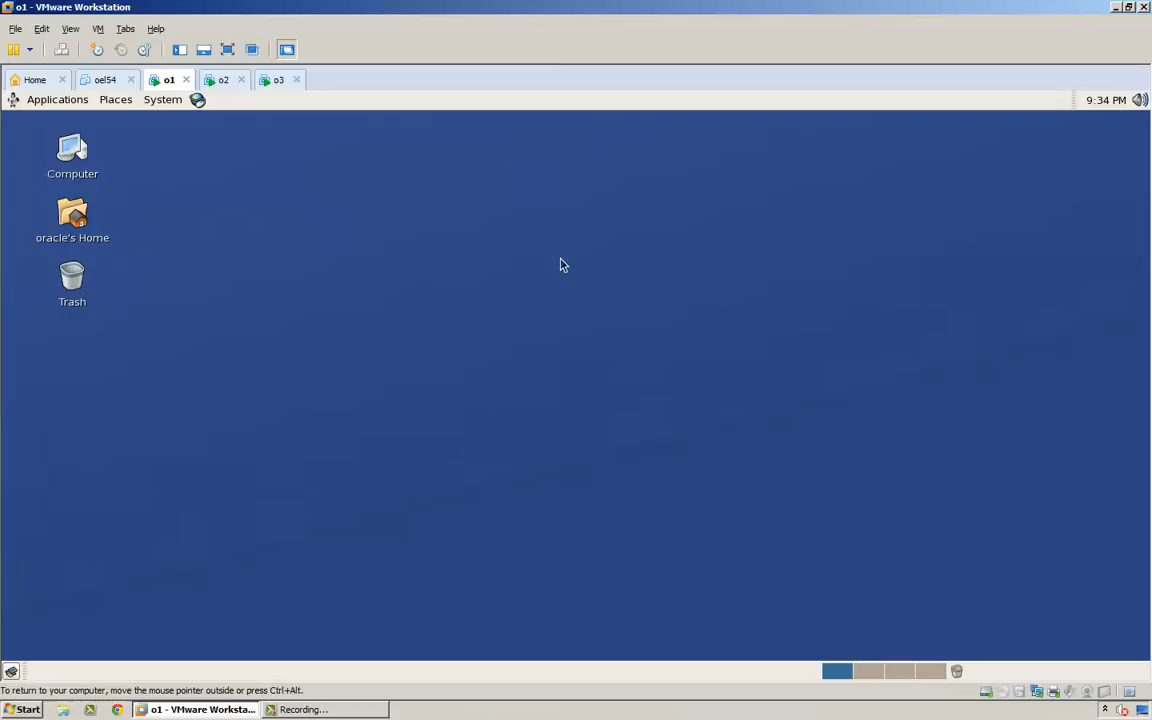 o1 - VMware Workstation
File Edit View VM Tabs Help
Home oel54 o1 o2 o3
Applications Places System 9:34 PM
Computer
oracle's Home
Trash
To return to your computer, move the mouse pointer outside or press Ctrl+Alt.
Start o1 - VMware Worksta... Recording...